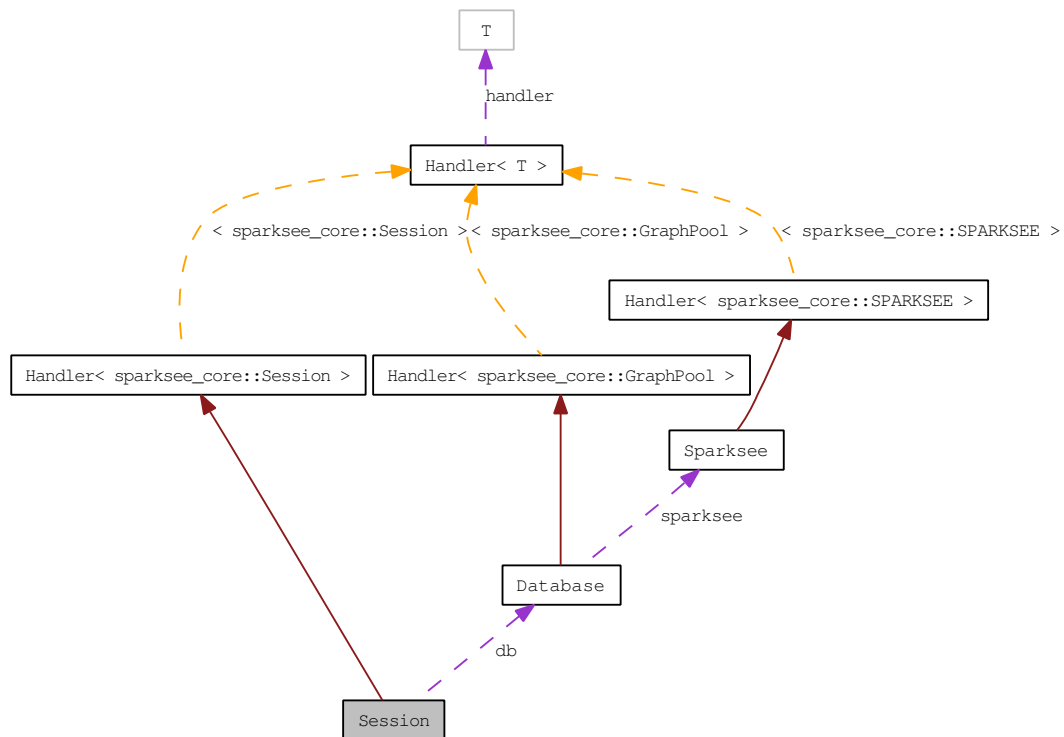 T
handler
Handler< T >
< sparksee_core::Session >
< sparksee_core::GraphPool >
< sparksee_core::SPARKSEE >
Handler< sparksee_core::SPARKSEE >
Handler< sparksee_core::Session >
Handler< sparksee_core::GraphPool >
Sparksee
sparksee
Database
db
Session